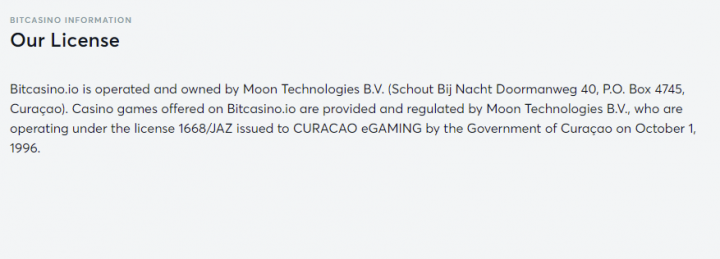 BITCASINO INFORMATION
Our License
Bitcasino.io is operated and owned by Moon Technologies B.V. (Schout Bij Nacht Doormanweg 40, P.O. Box 4745,
Curaçao). Casino games offered on Bitcasino.io are provided and regulated by Moon Technologies B.V., who are
operating under the license 1668/JAZ issued to CURACAO eGAMING by the Government of Curaçao on October 1,
1996.